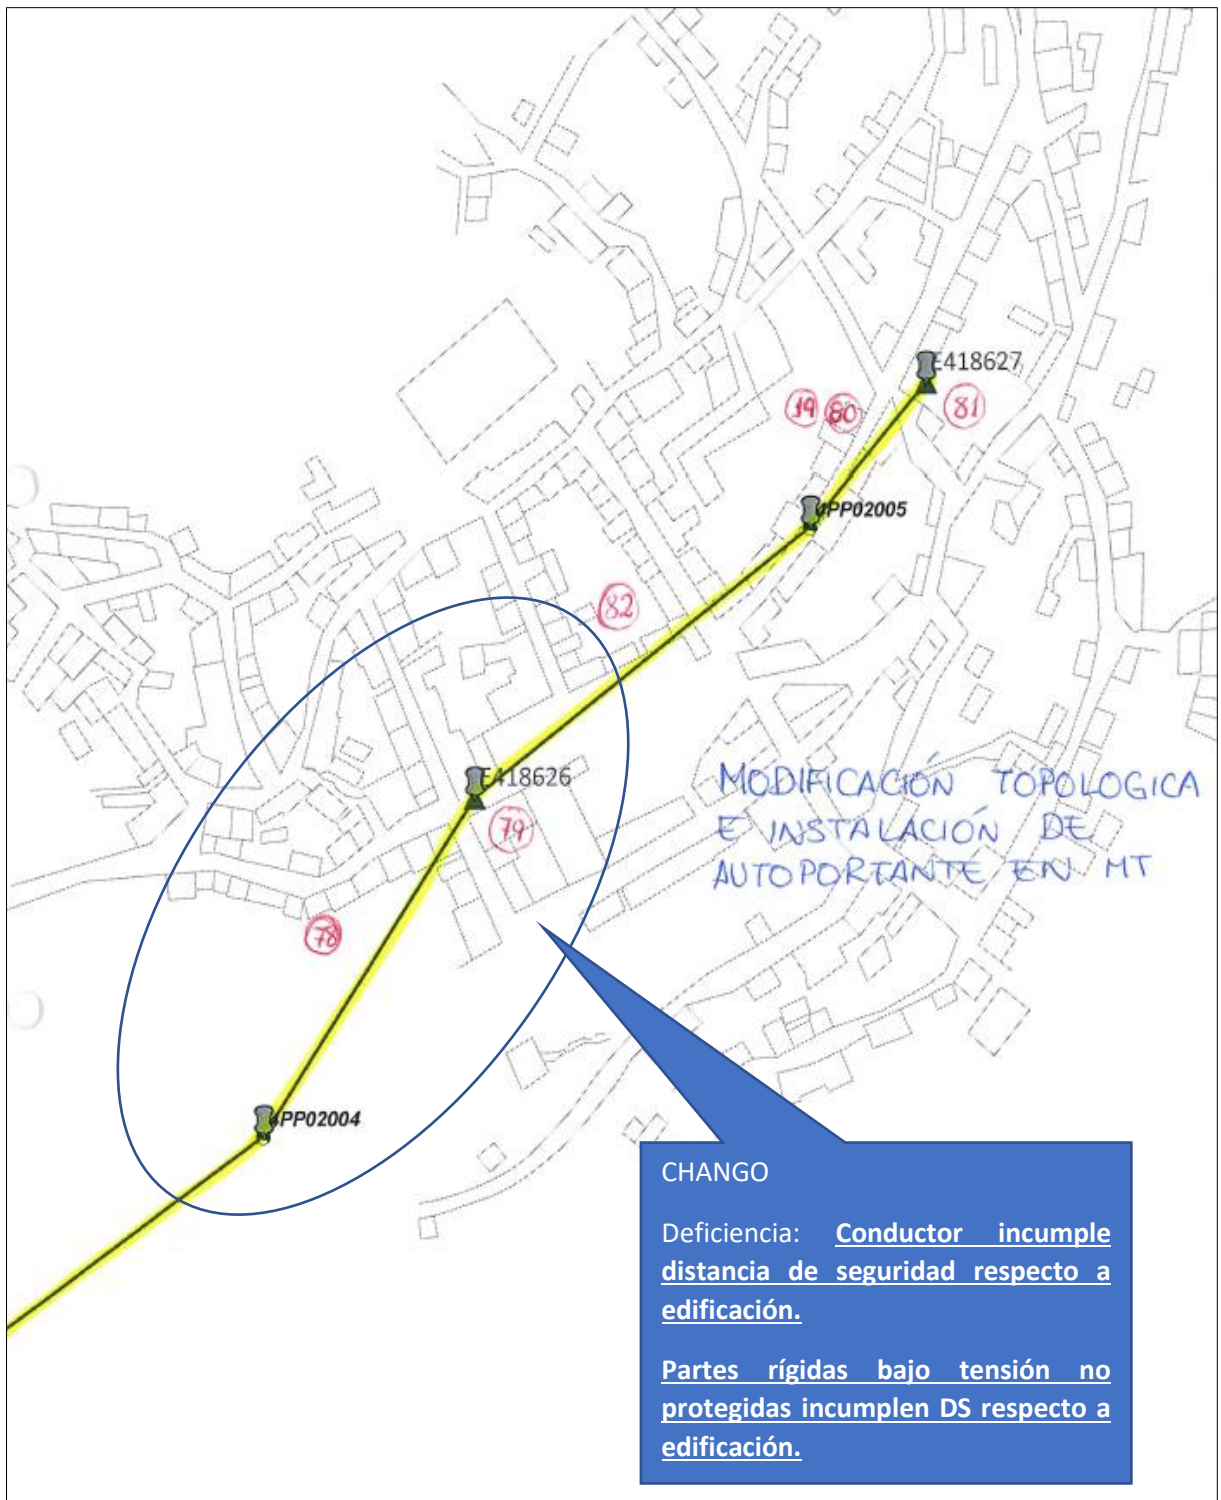 E418627
19 80 81
PP02005
82
E418626
79
MODIFICACIÓN TOPOLOGICA
E INSTALACIÓN DE
AUTOPORTANTE EN MT
78
PP02004
CHANGO
Deficiencia: Conductor incumple
distancia de seguridad respecto a
edificación.
Partes rígidas bajo tensión no
protegidas incumplen DS respecto a
edificación.